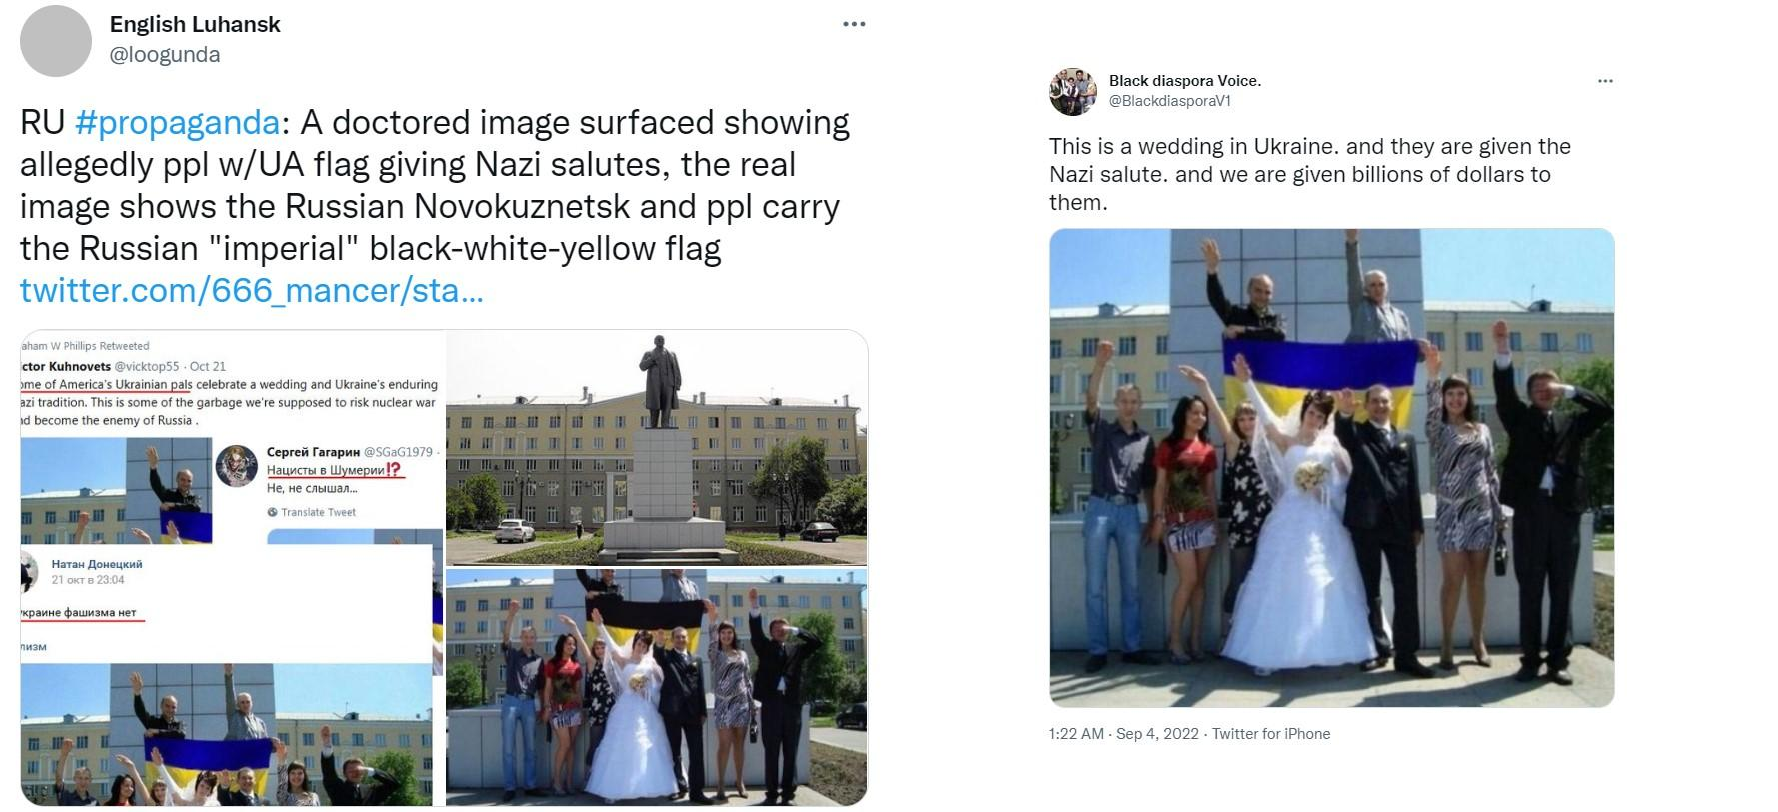 English Luhansk
@loogunda
RU #propaganda: A doctored image surfaced showing
allegedly ppl w/UA flag giving Nazi salutes, the real
image shows the Russian Novokuznetsk and ppl carry
the Russian "imperial" black-white-yellow flag
twitter.com/666_mancer/sta...
aham W Phillips Retweeted
ctor Kuhnovets @vicktop55 · Oct 21
ome of America's Ukrainian pals celebrate a wedding and Ukraine's enduring
azi tradition. This is some of the garbage we're supposed to risk nuclear war
nd become the enemy of Russia .
Сергей Гагарин @SGaG1979 ·
Нацисты в Шумерии⁉
Не, не слышал...
Translate Tweet
Натан Донецкий
21 окт в 23:04
краине фашизма нет
лизм
Black diaspora Voice.
@BlackdiasporaV1
This is a wedding in Ukraine. and they are given the
Nazi salute. and we are given billions of dollars to
them.
1:22 AM · Sep 4, 2022 · Twitter for iPhone